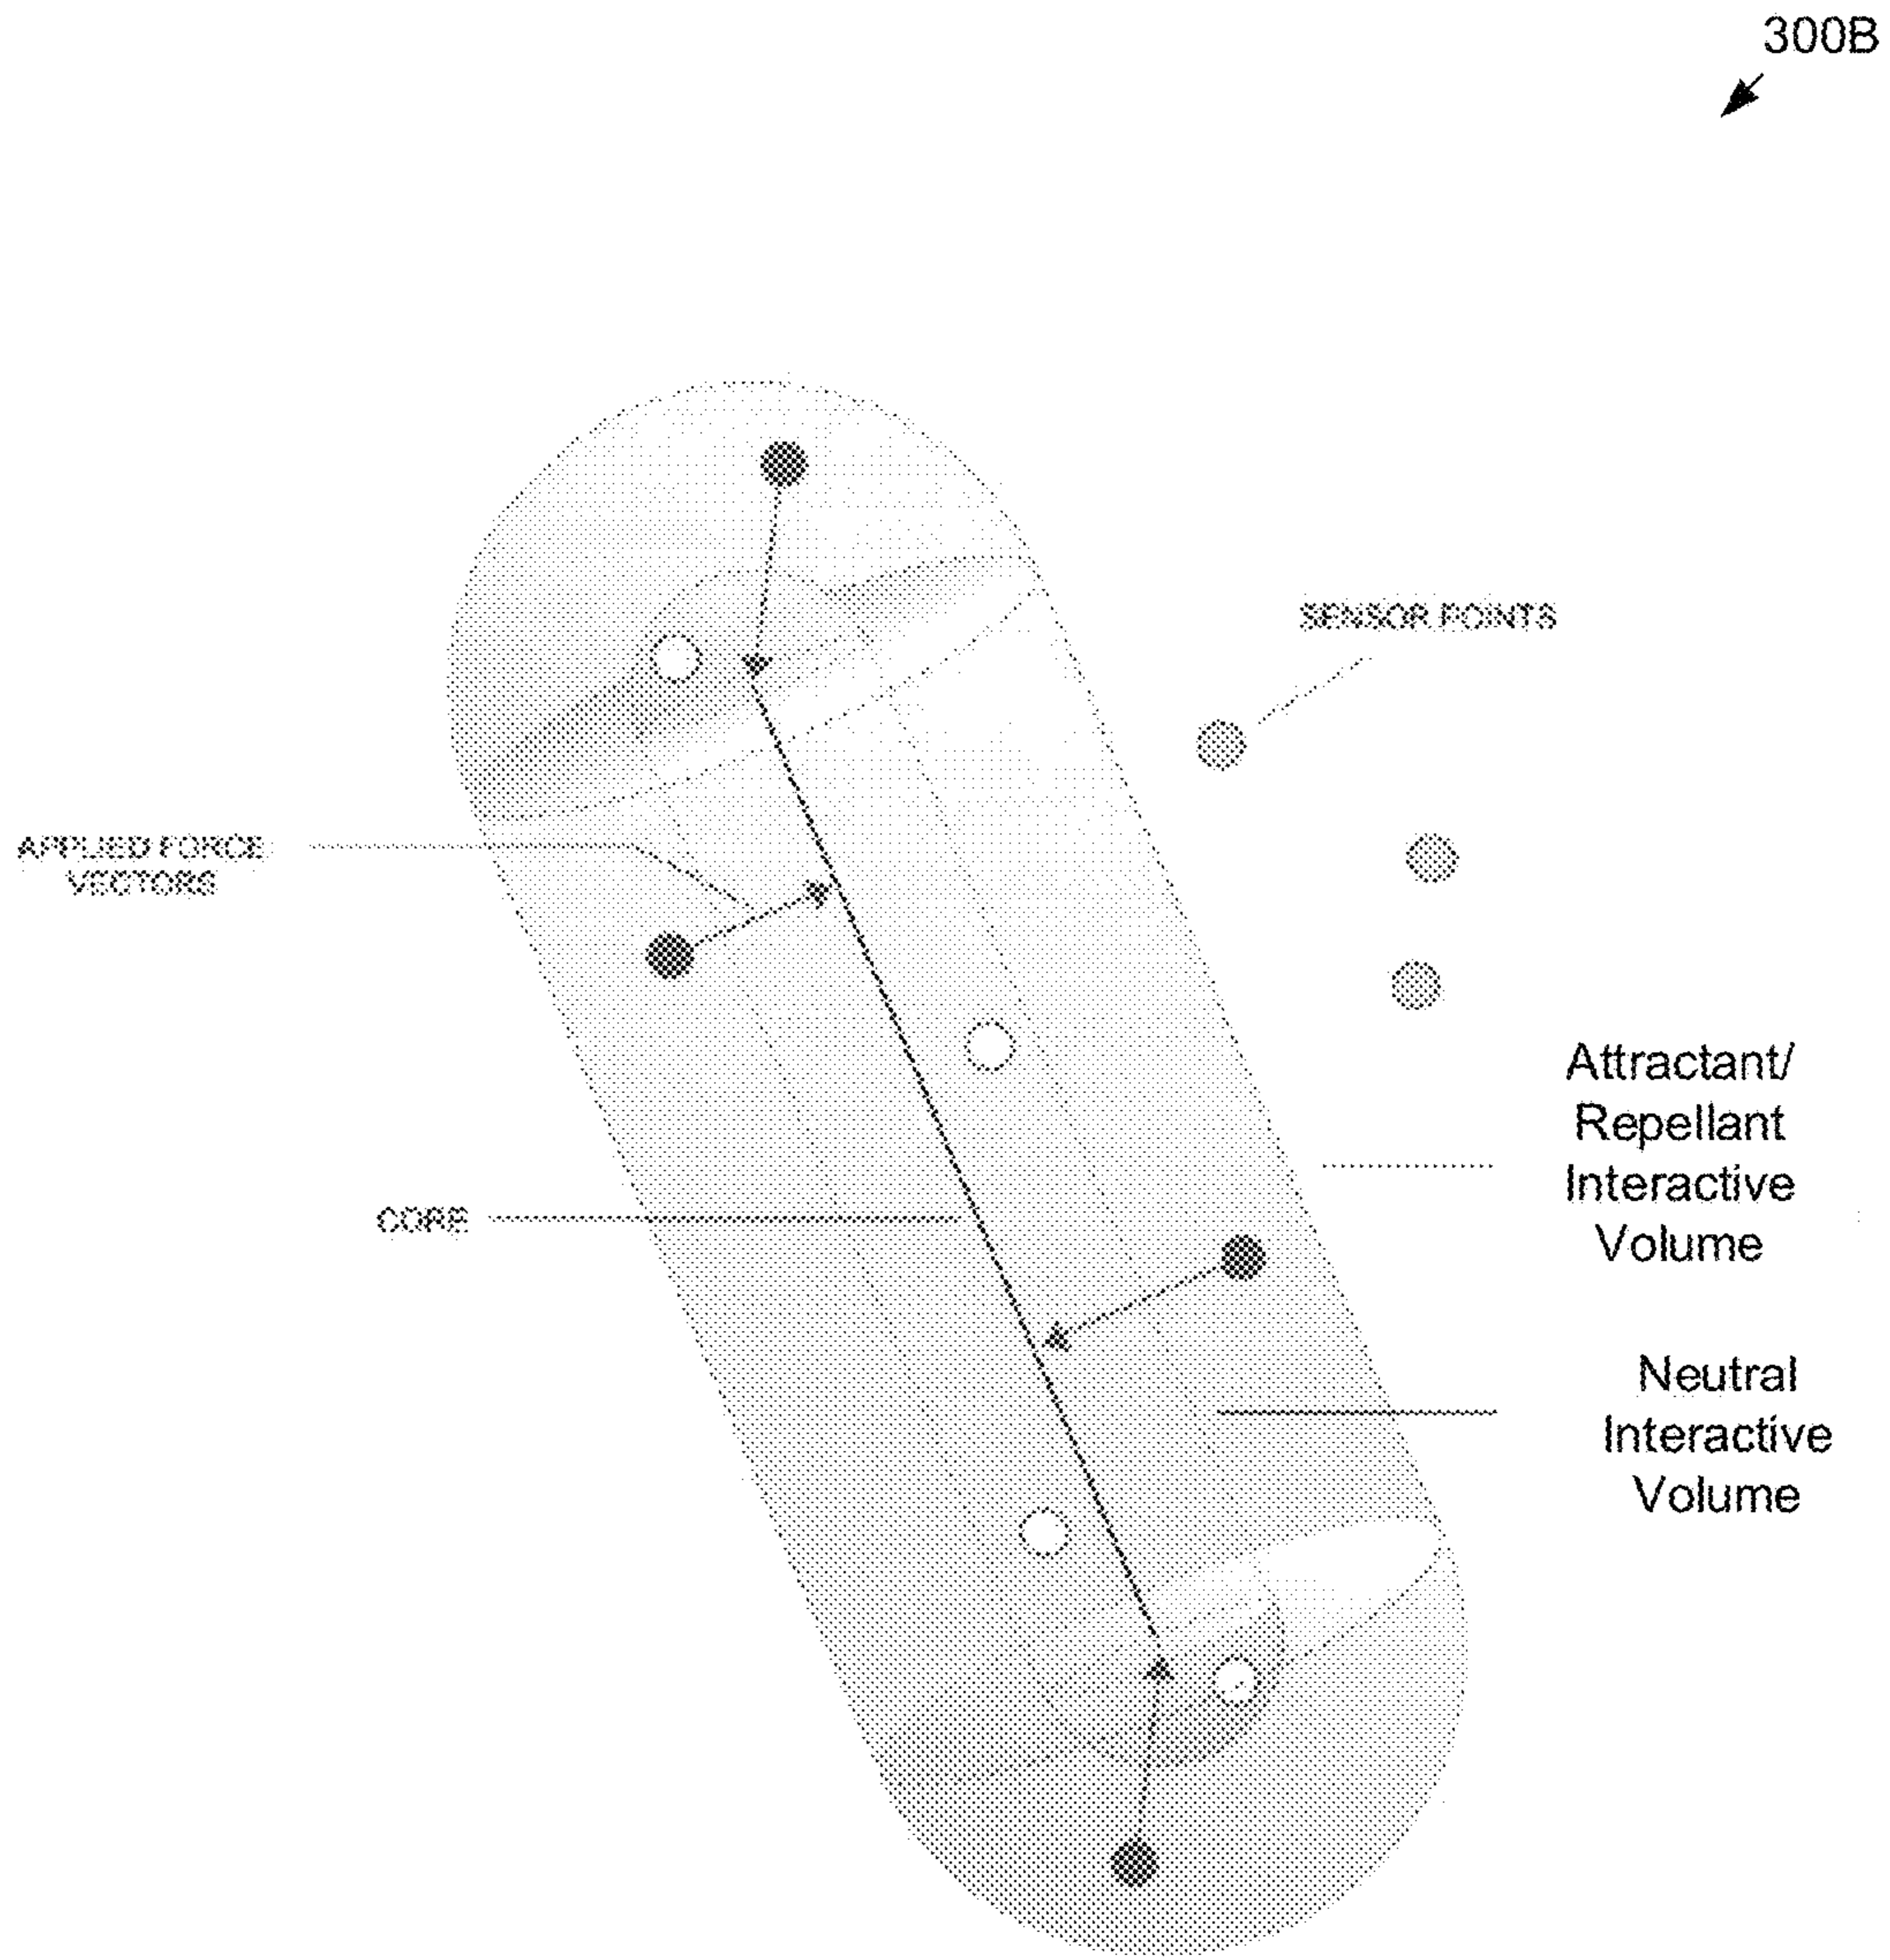 300B
SENSOR POINTS
APPLIED FORCE
VECTORS
Attractant/
Repellant
Interactive
Volume
CORE
Neutral
Interactive
Volume